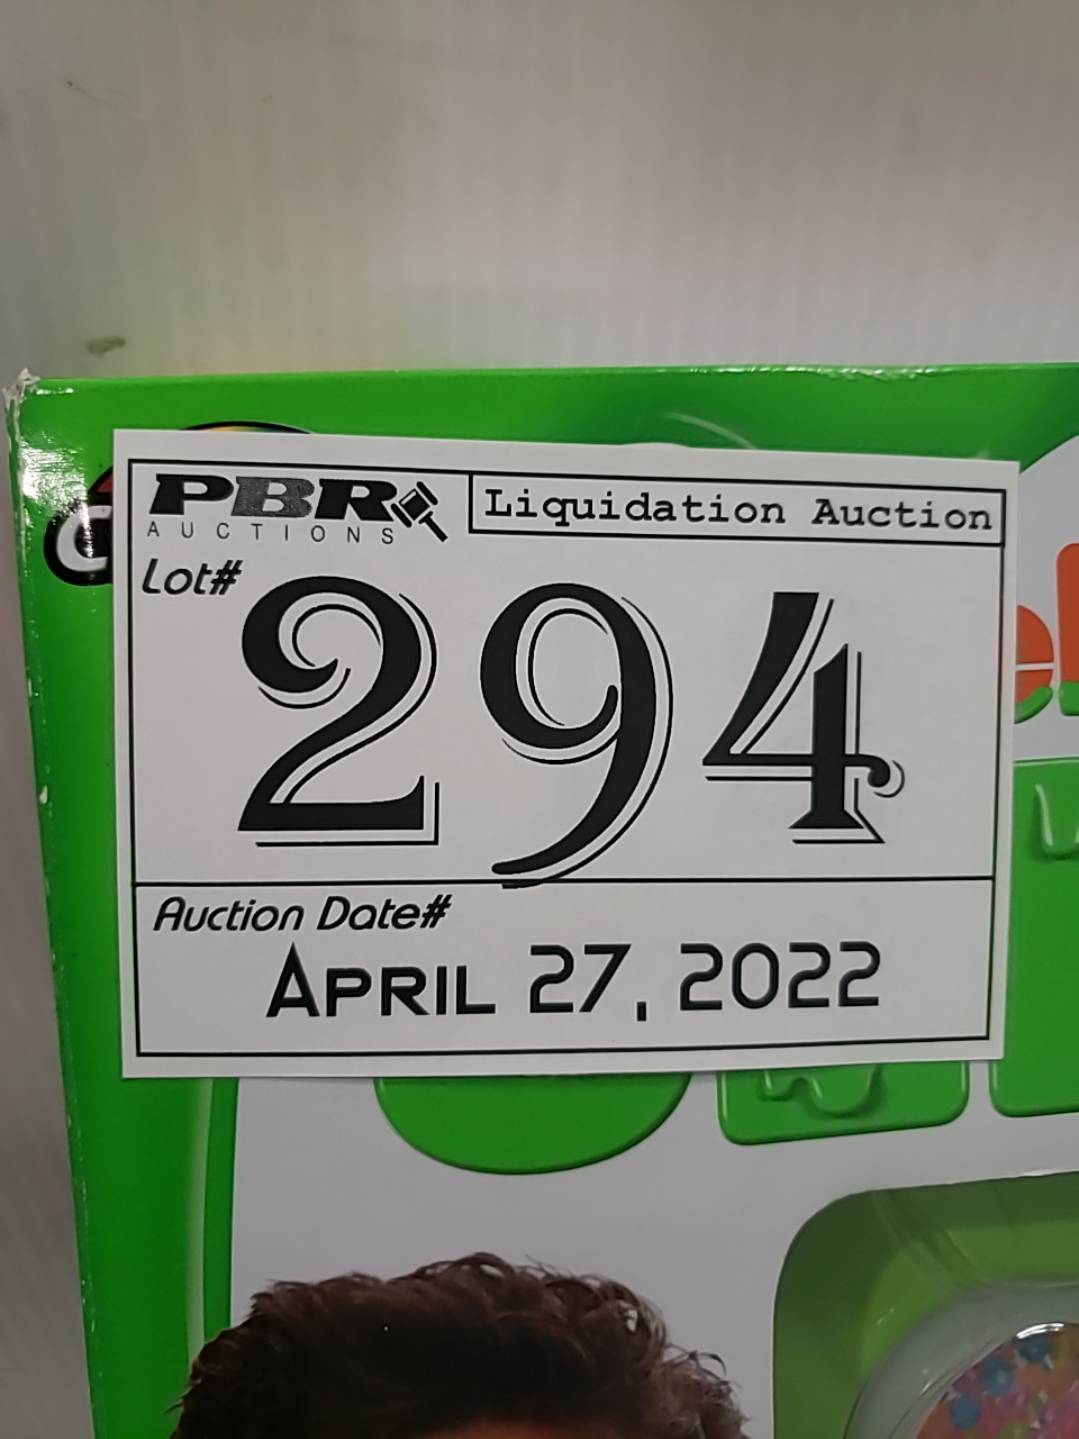 PBR
AUCTIONS
Liquidation Auction
Lot#
294
Auction Date#
APRIL 27, 2022